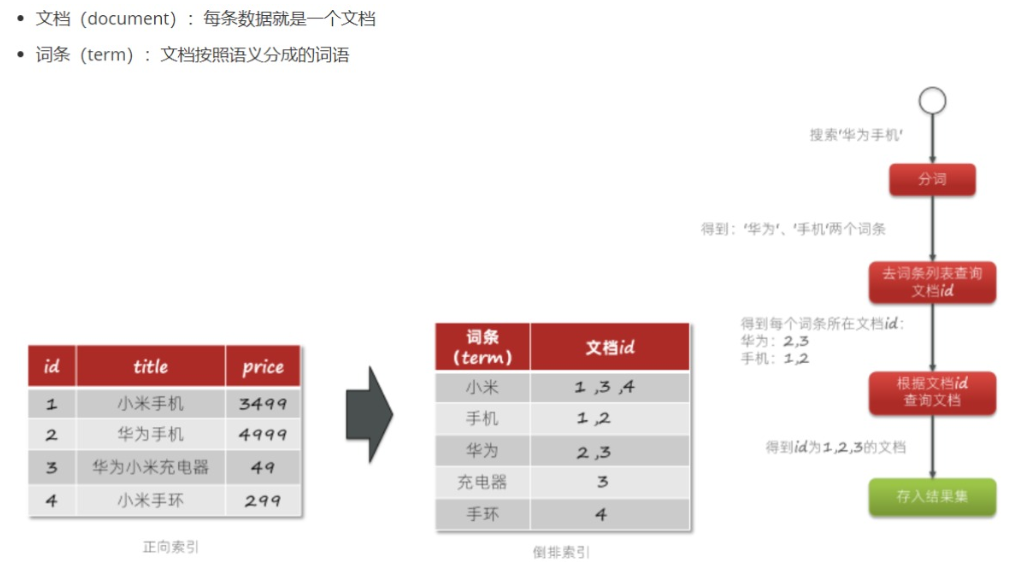 文档（document）：每条数据就是一个文档
词条（term）：文档按照语义分成的词语
搜索'华为手机'
分词
得到：'华为'、'手机'两个词条
去词条列表查询
文档id
得到每个词条所在文档id：
华为：2,3
手机：1,2
根据文档id
查询文档
得到id为1,2,3的文档
存入结果集
id title price
1 小米手机 3499
2 华为手机 4999
3 华为小米充电器 49
4 小米手环 299
正向索引
词条
（term） 文档id
小米 1 ,3 ,4
手机 1 ,2
华为 2 ,3
充电器 3
手环 4
倒排索引